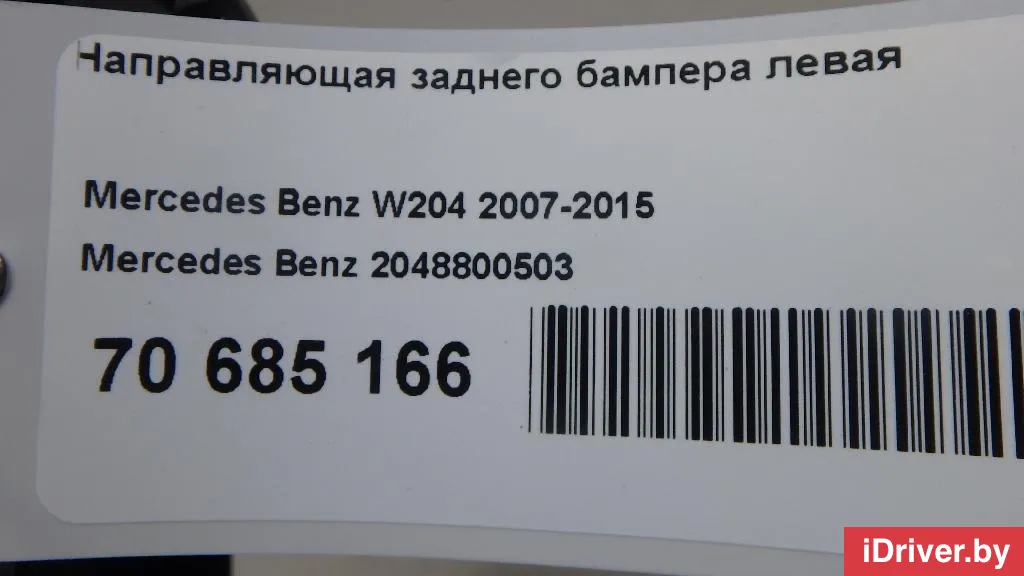 Направляющая заднего бампера левая
Mercedes Benz W204 2007-2015
Mercedes Benz 2048800503
70 685 166
iDriver.by